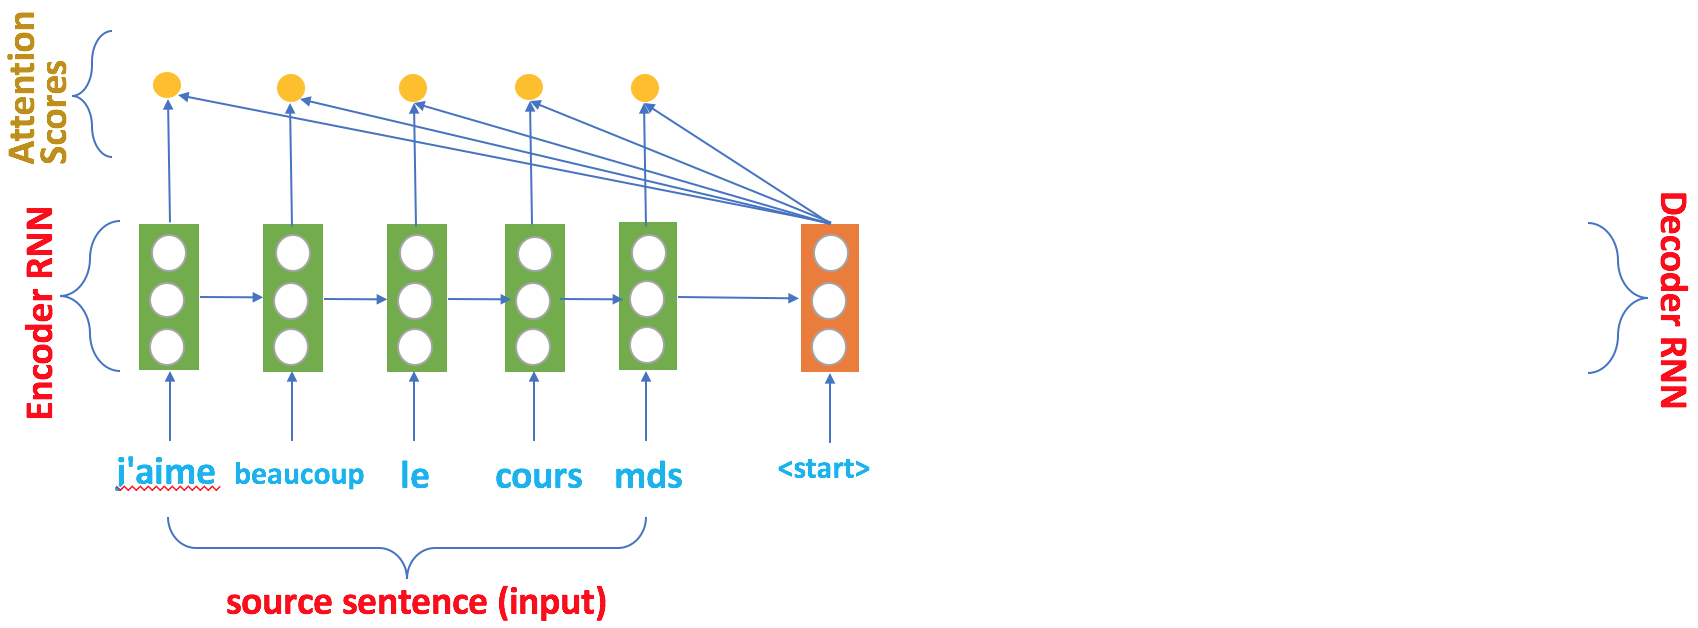 Attention
Scores
Encoder RNN
Decoder RNN
j'aime beaucoup le cours mds <start>
source sentence (input)